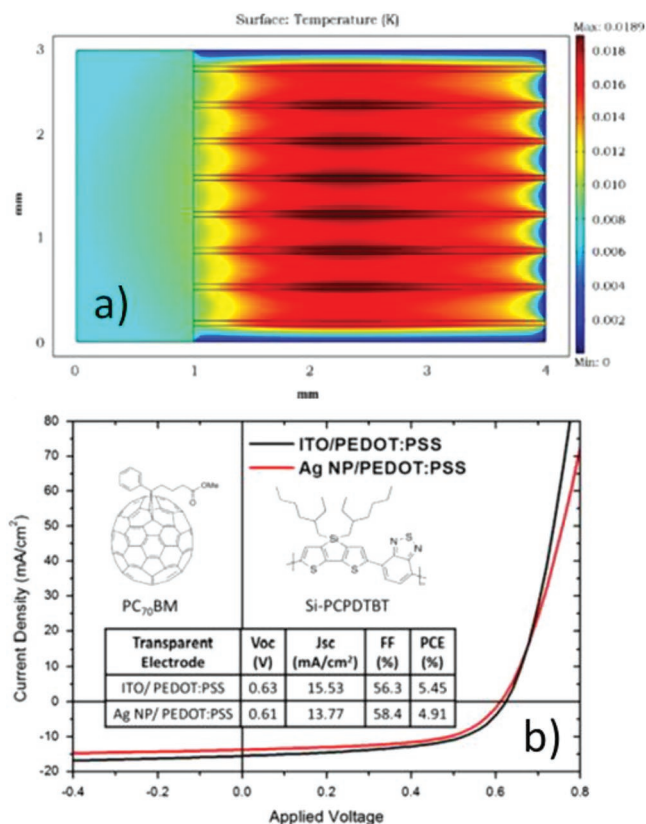 Surface: Temperature (K)
Max: 0.0189
3
2
1
0
mm
0.018
0.016
0.014
0.012
0.010
0.008
0.006
0.004
0.002
Min: 0
a)
0 1 2 3 4
mm
80
70
60
50
40
30
20
10
0
-10
-20
Current Density (mA/cm²)
ITO/PEDOT:PSS
Ag NP/PEDOT:PSS
OMe
O
PC₇₀BM
Si
S S
N S N
Si-PCPDTBT
Transparent Electrode Voc (V) Jsc (mA/cm²) FF (%) PCE (%)
ITO/ PEDOT:PSS 0.63 15.53 56.3 5.45
Ag NP/ PEDOT:PSS 0.61 13.77 58.4 4.91
b)
-0.4 -0.2 0.0 0.2 0.4 0.6 0.8
Applied Voltage